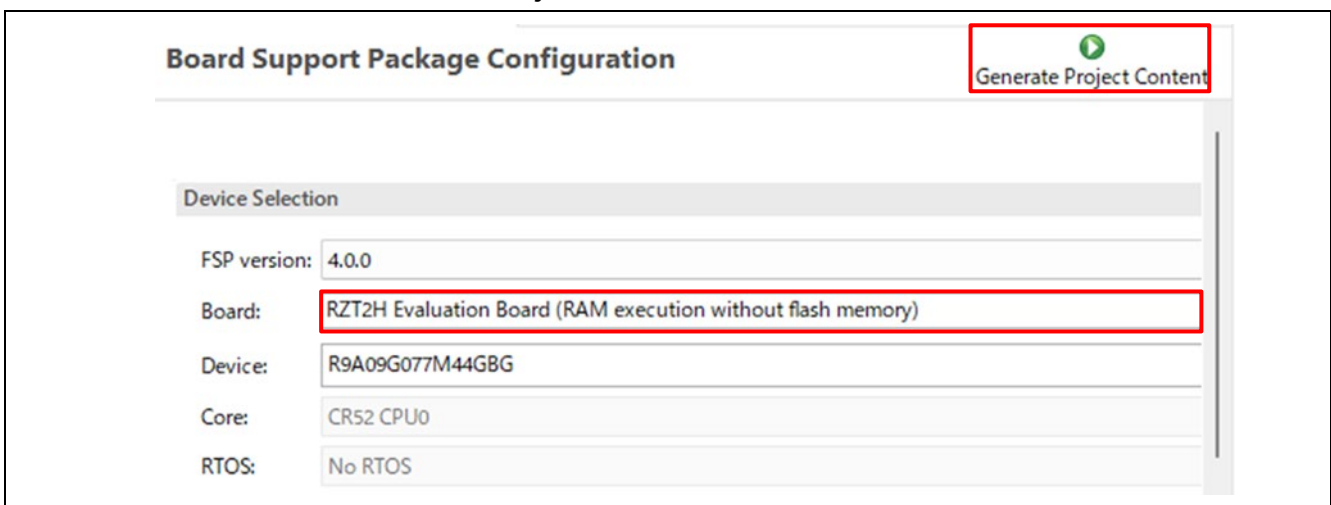 Board Support Package Configuration
Generate Project Content
Device Selection
FSP version: 4.0.0
Board: RZT2H Evaluation Board (RAM execution without flash memory)
Device: R9A09G077M44GBG
Core: CR52 CPU0
RTOS: No RTOS